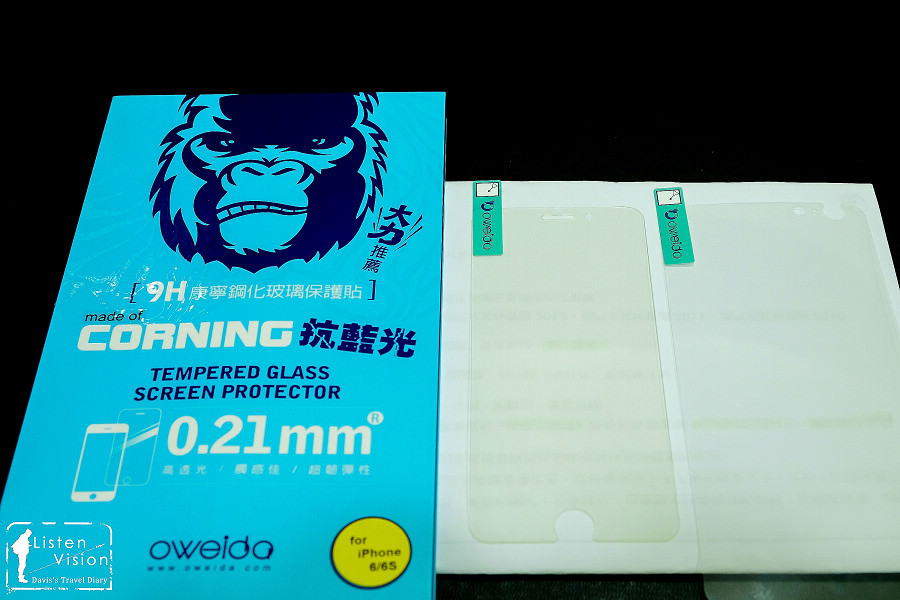 大力
推薦
[ 9H康寧鋼化玻璃保護貼 ]
made of
CORNING 抗藍光
TEMPERED GLASS
SCREEN PROTECTOR
0.21mm®
高透光 / 觸感佳 / 超韌彈性
oweida
www.oweida.com
for
iPhone
6/6S
oweida
oweida
Listen
Vision
Davis's Travel Diary